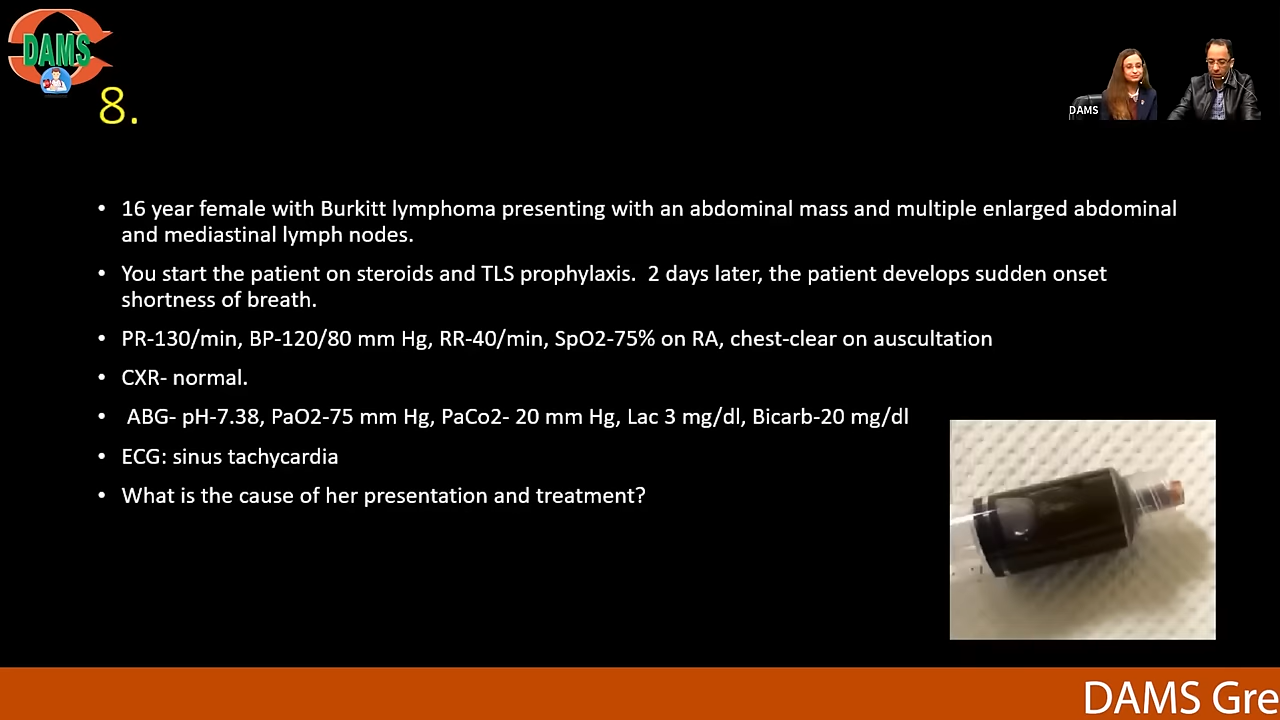 DAMS
8.
DAMS
• 16 year female with Burkitt lymphoma presenting with an abdominal mass and multiple enlarged abdominal
and mediastinal lymph nodes.
• You start the patient on steroids and TLS prophylaxis.  2 days later, the patient develops sudden onset
shortness of breath.
• PR-130/min, BP-120/80 mm Hg, RR-40/min, SpO2-75% on RA, chest-clear on auscultation
• CXR- normal.
• ABG- pH-7.38, PaO2-75 mm Hg, PaCo2- 20 mm Hg, Lac 3 mg/dl, Bicarb-20 mg/dl
• ECG: sinus tachycardia
• What is the cause of her presentation and treatment?
DAMS Gre